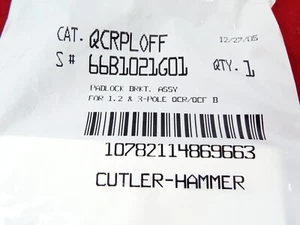 CAT. QCRPLOFF 12/27/05
S# 66B1021G01 QTY. 1
PADLOCK BRKT. ASSY
FOR 1,2 & 3-POLE QCR/QCF B
10782114869663
CUTLER-HAMMER